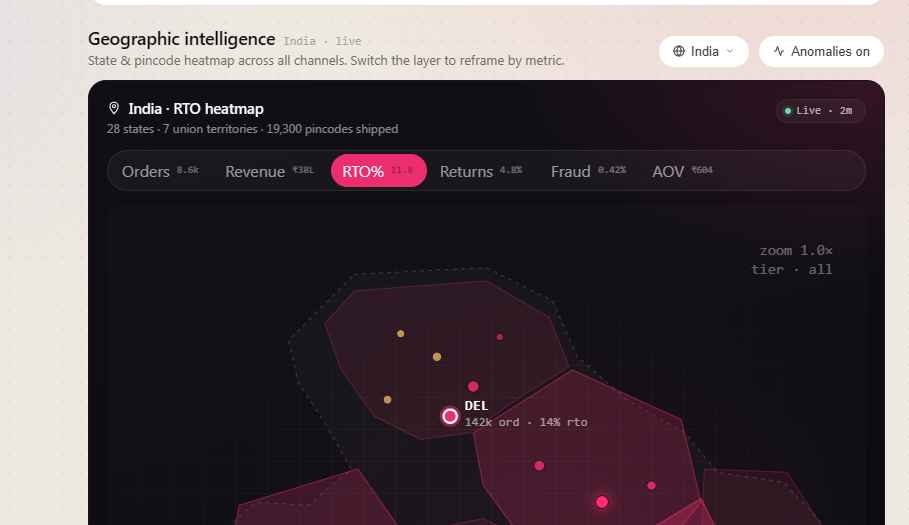 Geographic intelligence India · live
State & pincode heatmap across all channels. Switch the layer to reframe by metric.
India
Anomalies on
India · RTO heatmap
28 states · 7 union territories · 19,300 pincodes shipped
Live · 2m
Orders 8.6k Revenue ₹38L RTO% 11.8 Returns 4.8% Fraud 0.42% AOV ₹604
zoom 1.0×
tier · all
DEL
142k ord · 14% rto